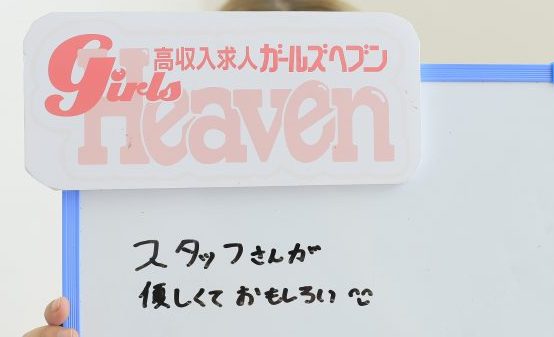 高収入求人ガールズヘブン
Girls
Heaven
スタッフさんが
優しくて おもしろい